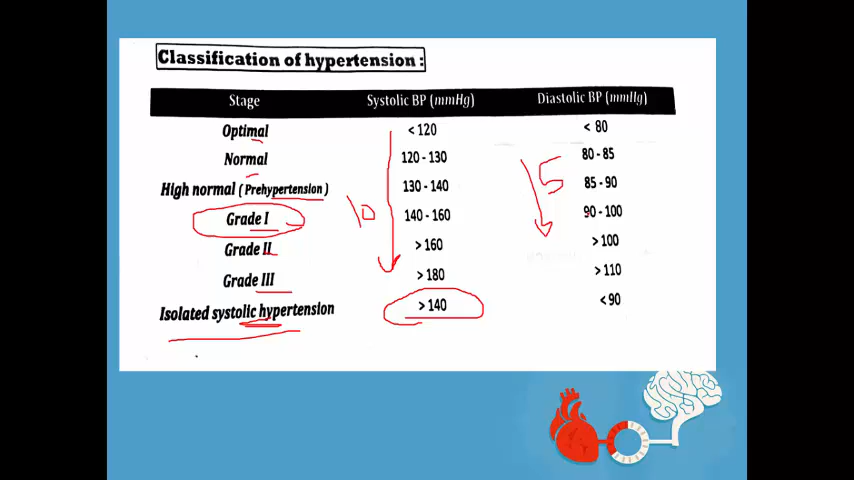 Classification of hypertension :
Stage Systolic BP (mmHg) Diastolic BP (mmHg)
Optimal < 120 < 80
Normal 120 - 130 80 - 85
High normal ( Prehypertension ) 130 - 140 85 - 90
Grade I 140 - 160 90 - 100
Grade II > 160 > 100
Grade III > 180 > 110
Isolated systolic hypertension > 140 < 90
10
5